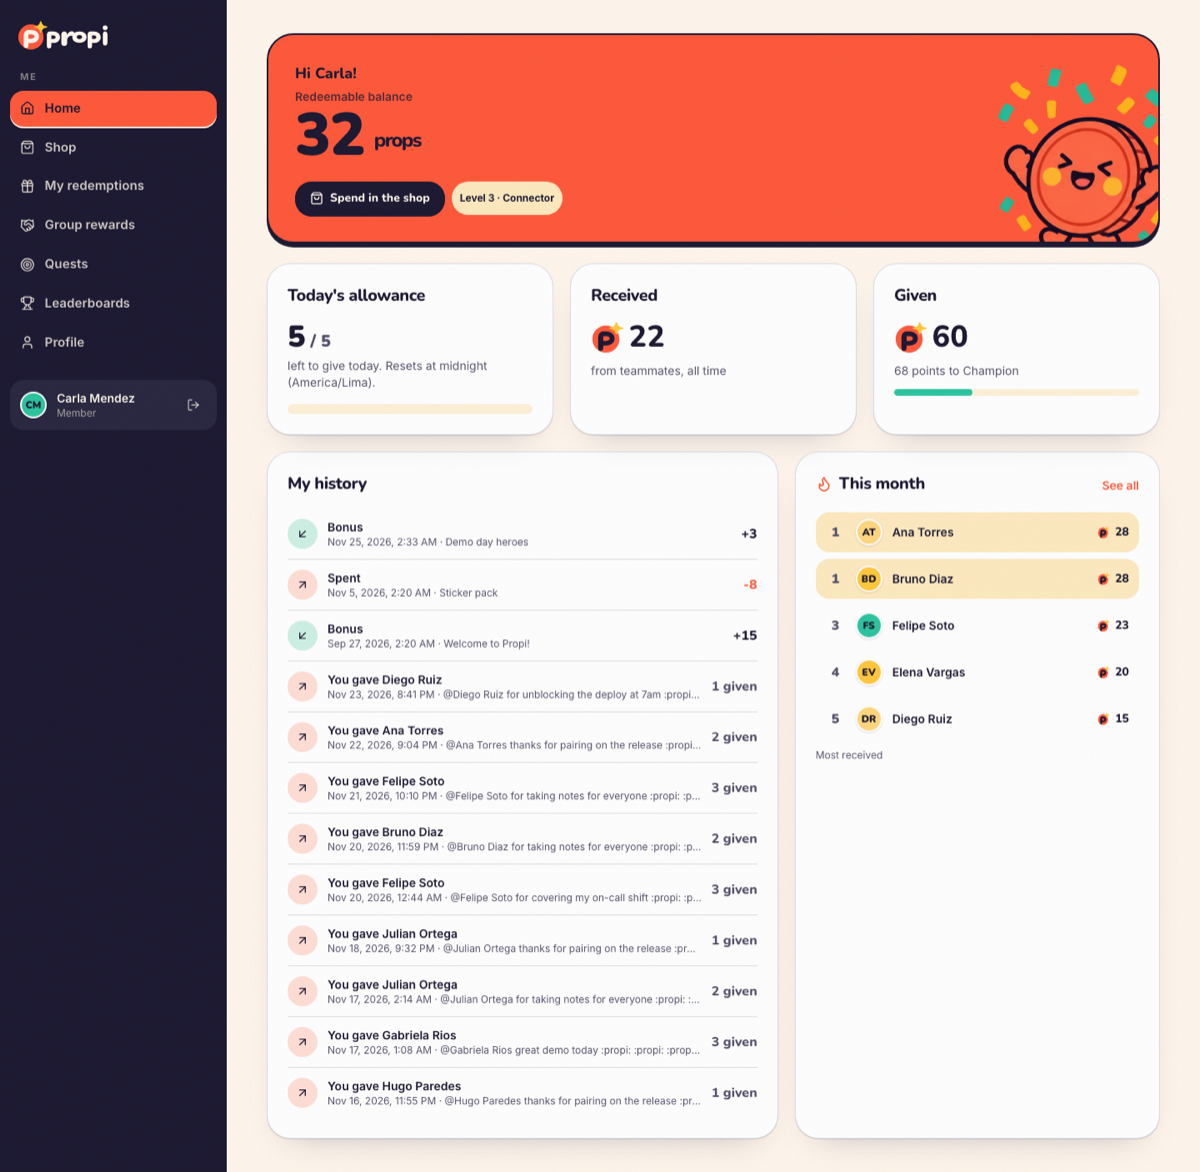 propi
ME
Home
Shop
My redemptions
Group rewards
Quests
Leaderboards
Profile
CM
Carla Mendez
Member
Hi Carla!
Redeemable balance
32 props
Spend in the shop
Level 3 · Connector
Today's allowance
5 / 5
left to give today. Resets at midnight
(America/Lima).
Received
22
from teammates, all time
Given
60
68 points to Champion
My history
Bonus
Nov 25, 2026, 2:33 AM · Demo day heroes
+3
Spent
Nov 5, 2026, 2:20 AM · Sticker pack
-8
Bonus
Sep 27, 2026, 2:20 AM · Welcome to Propi!
+15
You gave Diego Ruiz
Nov 23, 2026, 8:41 PM · @Diego Ruiz for unblocking the deploy at 7am :propi...
1 given
You gave Ana Torres
Nov 22, 2026, 9:04 PM · @Ana Torres thanks for pairing on the release :propi...
2 given
You gave Felipe Soto
Nov 21, 2026, 10:10 PM · @Felipe Soto for taking notes for everyone :propi: :p...
3 given
You gave Bruno Diaz
Nov 20, 2026, 11:59 PM · @Bruno Diaz for taking notes for everyone :propi: :p...
2 given
You gave Felipe Soto
Nov 20, 2026, 12:44 AM · @Felipe Soto for covering my on-call shift :propi: :p...
3 given
You gave Julian Ortega
Nov 18, 2026, 9:32 PM · @Julian Ortega thanks for pairing on the release :pr...
1 given
You gave Julian Ortega
Nov 17, 2026, 2:14 AM · @Julian Ortega for taking notes for everyone :propi: :...
2 given
You gave Gabriela Rios
Nov 17, 2026, 1:08 AM · @Gabriela Rios great demo today :propi: :propi: :prop...
3 given
You gave Hugo Paredes
Nov 16, 2026, 11:55 PM · @Hugo Paredes thanks for pairing on the release :pr...
1 given
This month
See all
1 AT Ana Torres 28
1 BD Bruno Diaz 28
3 FS Felipe Soto 23
4 EV Elena Vargas 20
5 DR Diego Ruiz 15
Most received